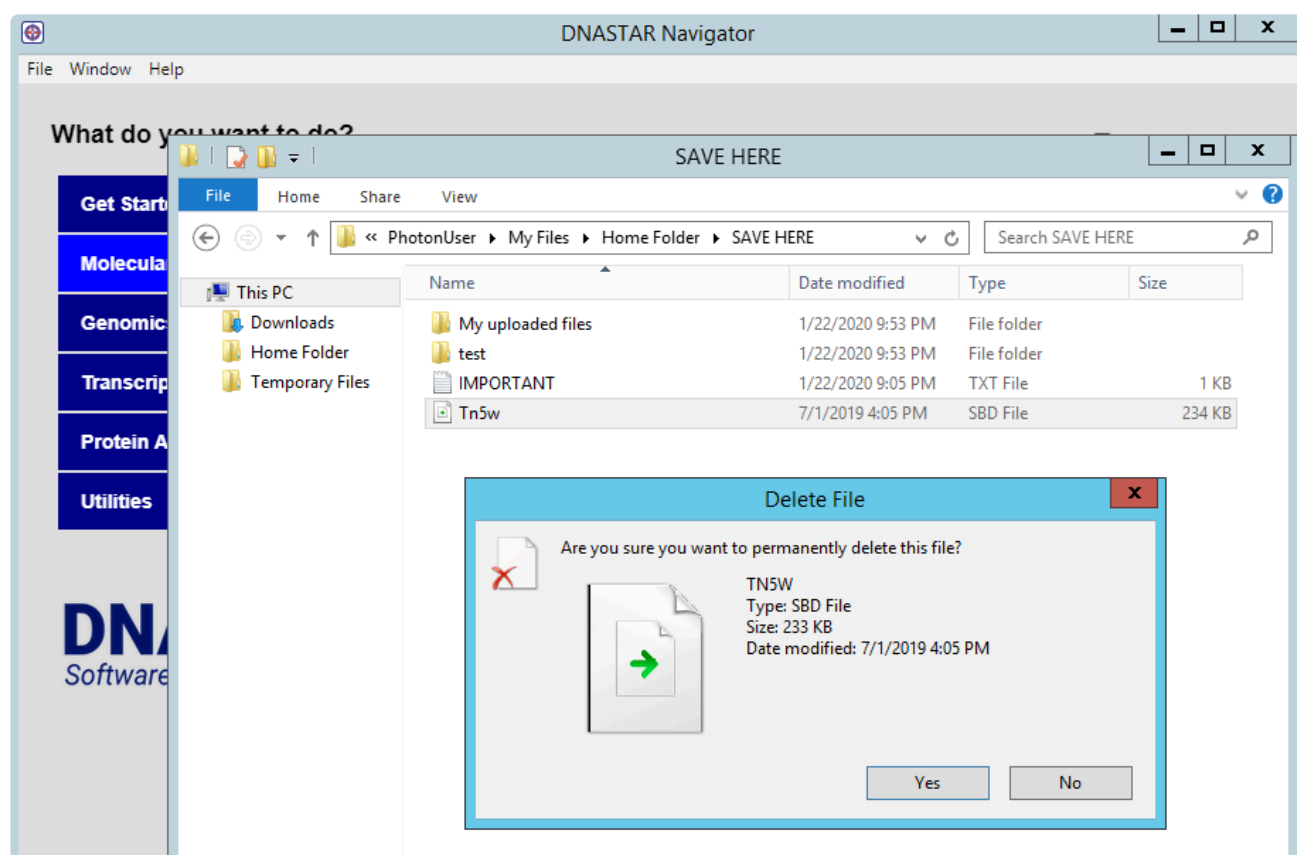 DNASTAR Navigator
File Window Help
What do you want to do?
SAVE HERE
File Home Share View
« PhotonUser My Files Home Folder SAVE HERE Search SAVE HERE
Get Start
Molecula
Genomic
Transcrip
Protein A
Utilities
DNA
Software
This PC
Downloads
Home Folder
Temporary Files
Name Date modified Type Size
My uploaded files 1/22/2020 9:53 PM File folder
test 1/22/2020 9:53 PM File folder
IMPORTANT 1/22/2020 9:05 PM TXT File 1 KB
Tn5w 7/1/2019 4:05 PM SBD File 234 KB
Delete File
Are you sure you want to permanently delete this file?
TN5W
Type: SBD File
Size: 233 KB
Date modified: 7/1/2019 4:05 PM
Yes No